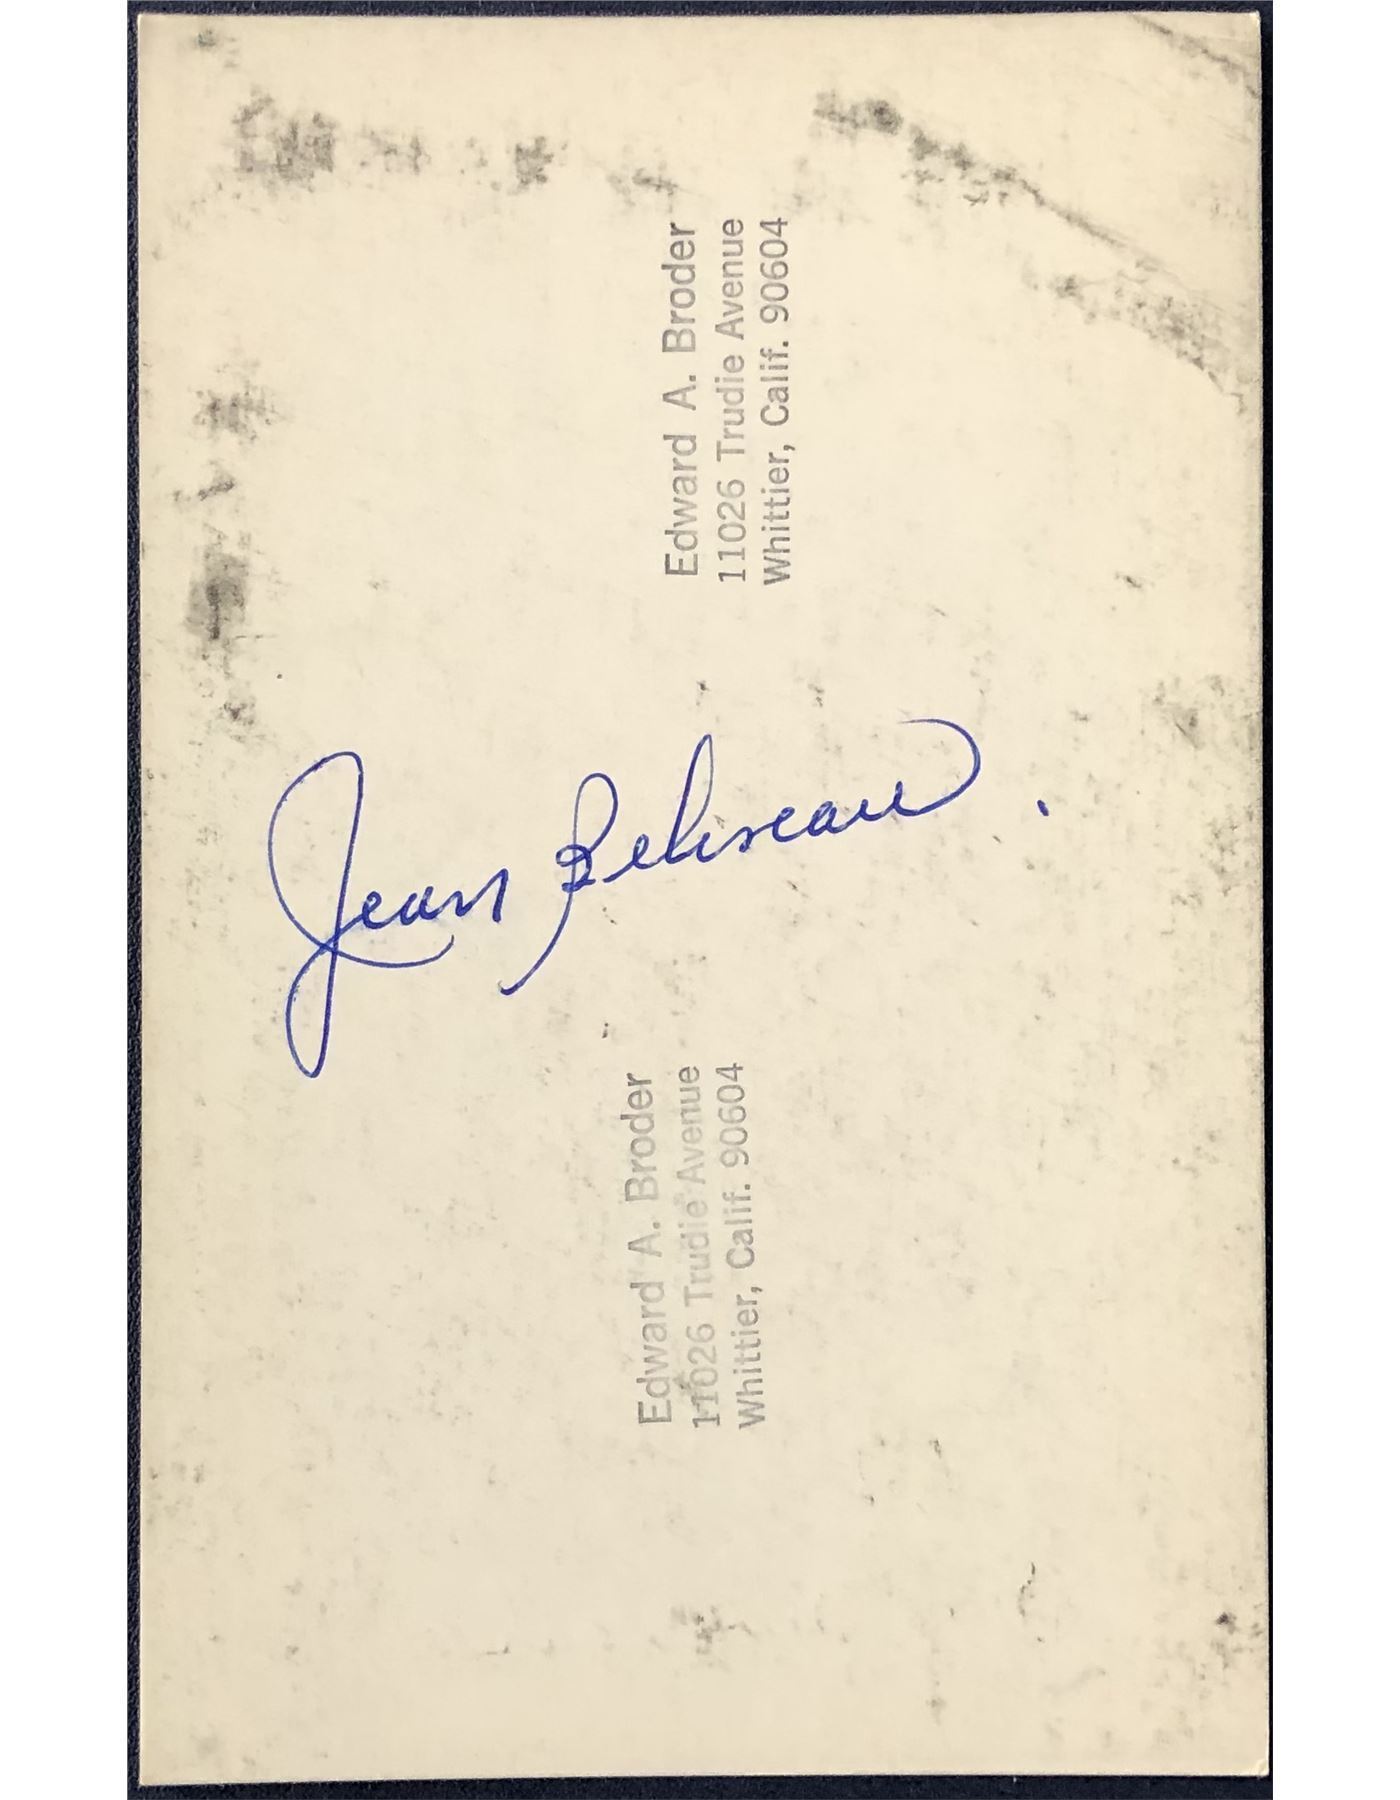 Edward A. Broder
11026 Trudie Avenue
Whittier, Calif. 90604
Jean Beliveau
Edward A. Broder
11026 Trudie Avenue
Whittier, Calif. 90604